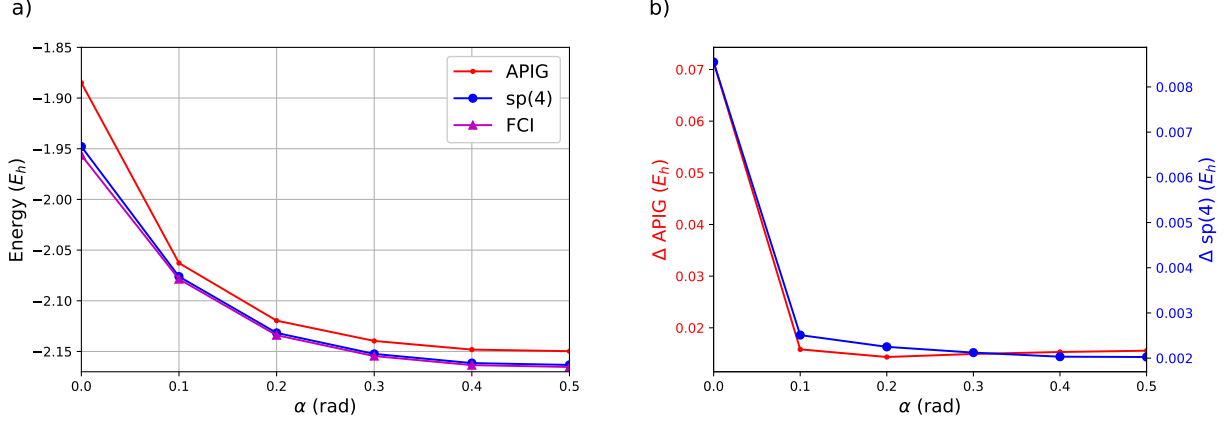 a)
−1.85
−1.90
−1.95
−2.00
−2.05
−2.10
−2.15
Energy (E_h)
0.0 0.1 0.2 0.3 0.4 0.5
α (rad)
APIG
sp(4)
FCI
b)
0.07
0.06
0.05
0.04
0.03
0.02
Δ APIG (E_h)
0.0 0.1 0.2 0.3 0.4 0.5
α (rad)
0.008
0.007
0.006
0.005
0.004
0.003
0.002
Δ sp(4) (E_h)